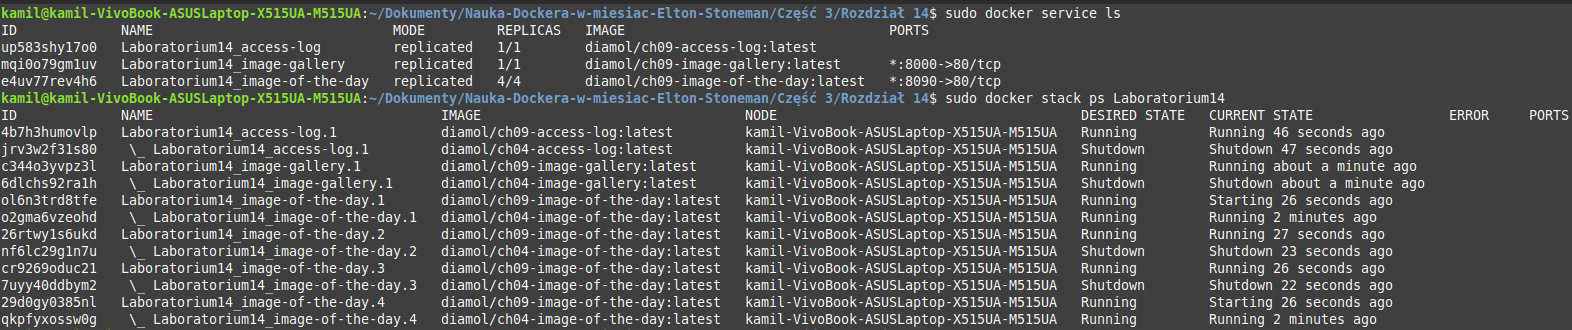 kamil@kamil-VivoBook-ASUSLaptop-X515UA-M515UA:~/Dokumenty/Nauka-Dockera-w-miesiac-Elton-Stoneman/Część 3/Rozdział 14$ sudo docker service ls
ID NAME MODE REPLICAS IMAGE PORTS
up583shy17o0 Laboratorium14_access-log replicated 1/1 diamol/ch09-access-log:latest
mqi0o79gm1uv Laboratorium14_image-gallery replicated 1/1 diamol/ch09-image-gallery:latest *:8000->80/tcp
e4uv77rev4h6 Laboratorium14_image-of-the-day replicated 4/4 diamol/ch09-image-of-the-day:latest *:8090->80/tcp
kamil@kamil-VivoBook-ASUSLaptop-X515UA-M515UA:~/Dokumenty/Nauka-Dockera-w-miesiac-Elton-Stoneman/Część 3/Rozdział 14$ sudo docker stack ps Laboratorium14
ID NAME IMAGE NODE DESIRED STATE CURRENT STATE ERROR PORTS
4b7h3humovlp Laboratorium14_access-log.1 diamol/ch09-access-log:latest kamil-VivoBook-ASUSLaptop-X515UA-M515UA Running Running 46 seconds ago
jrv3w2f31s80 \_ Laboratorium14_access-log.1 diamol/ch04-access-log:latest kamil-VivoBook-ASUSLaptop-X515UA-M515UA Shutdown Shutdown 47 seconds ago
c344o3yvpz3l Laboratorium14_image-gallery.1 diamol/ch09-image-gallery:latest kamil-VivoBook-ASUSLaptop-X515UA-M515UA Running Running about a minute ago
6dlchs92ra1h \_ Laboratorium14_image-gallery.1 diamol/ch04-image-gallery:latest kamil-VivoBook-ASUSLaptop-X515UA-M515UA Shutdown Shutdown about a minute ago
ol6n3trd8tfe Laboratorium14_image-of-the-day.1 diamol/ch09-image-of-the-day:latest kamil-VivoBook-ASUSLaptop-X515UA-M515UA Running Starting 26 seconds ago
o2gma6vzeohd \_ Laboratorium14_image-of-the-day.1 diamol/ch04-image-of-the-day:latest kamil-VivoBook-ASUSLaptop-X515UA-M515UA Running Running 2 minutes ago
26rtwy1s6ukd Laboratorium14_image-of-the-day.2 diamol/ch09-image-of-the-day:latest kamil-VivoBook-ASUSLaptop-X515UA-M515UA Running Running 27 seconds ago
nf6lc29g1n7u \_ Laboratorium14_image-of-the-day.2 diamol/ch04-image-of-the-day:latest kamil-VivoBook-ASUSLaptop-X515UA-M515UA Shutdown Shutdown 23 seconds ago
cr9269oduc21 Laboratorium14_image-of-the-day.3 diamol/ch09-image-of-the-day:latest kamil-VivoBook-ASUSLaptop-X515UA-M515UA Running Running 26 seconds ago
7uyy40ddbym2 \_ Laboratorium14_image-of-the-day.3 diamol/ch04-image-of-the-day:latest kamil-VivoBook-ASUSLaptop-X515UA-M515UA Shutdown Shutdown 22 seconds ago
29d0gy0385nl Laboratorium14_image-of-the-day.4 diamol/ch09-image-of-the-day:latest kamil-VivoBook-ASUSLaptop-X515UA-M515UA Running Starting 26 seconds ago
qkpfyxossw0g \_ Laboratorium14_image-of-the-day.4 diamol/ch04-image-of-the-day:latest kamil-VivoBook-ASUSLaptop-X515UA-M515UA Running Running 2 minutes ago